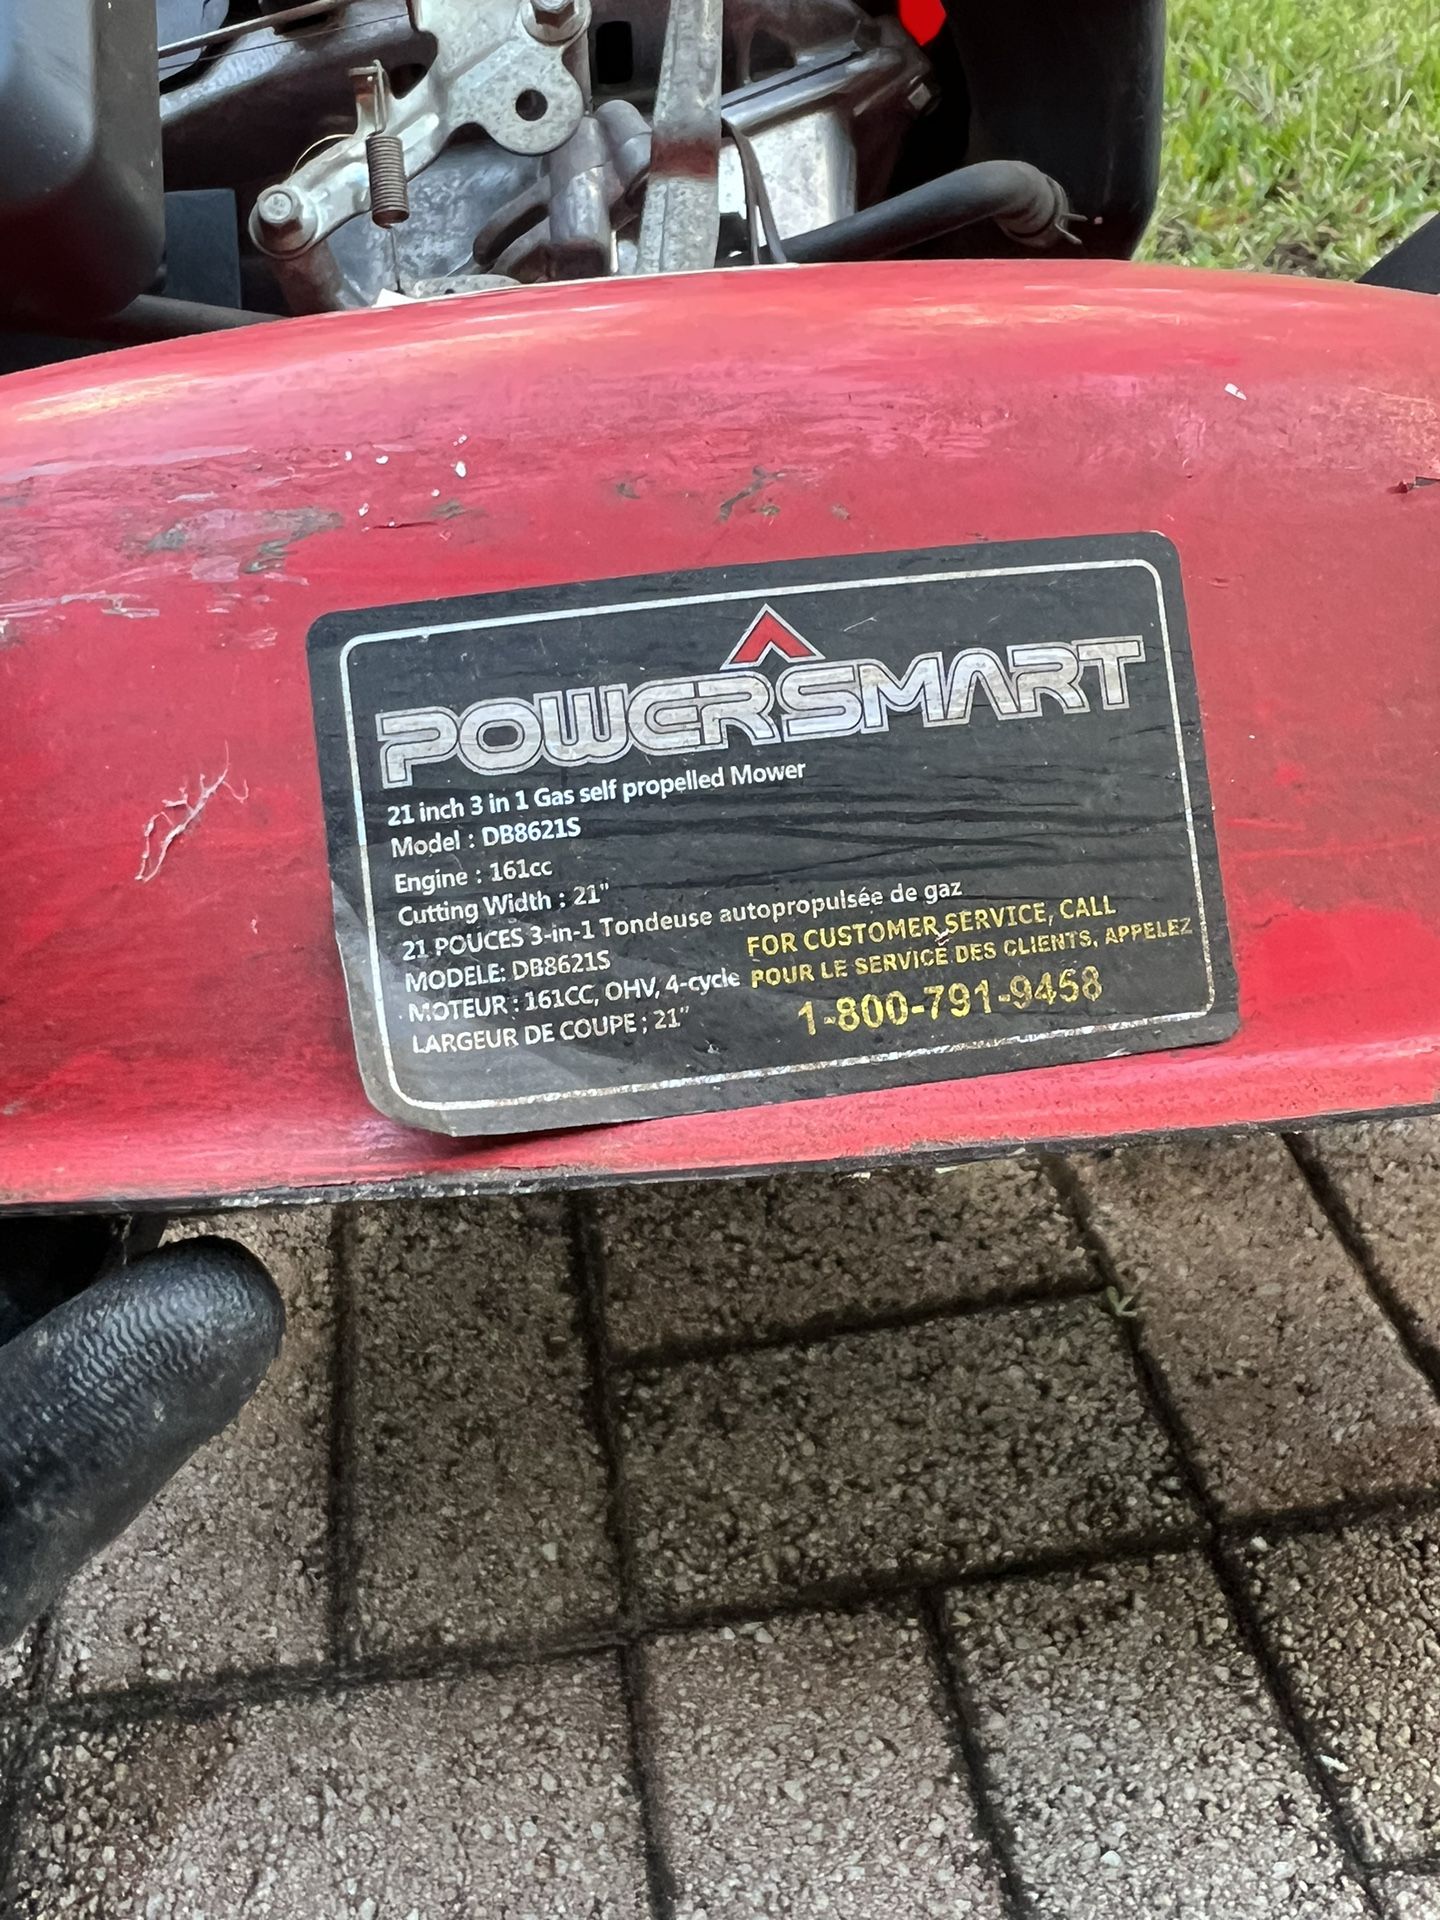 POWERSMART
21 inch 3 in 1 Gas self propelled Mower
Model : DB8621S
Engine : 161cc
Cutting Width : 21"
21 POUCES 3-in-1 Tondeuse autopropulsée de gaz
MODELE: DB8621S
MOTEUR : 161CC, OHV, 4-cycle
LARGEUR DE COUPE ; 21"
FOR CUSTOMER SERVICE, CALL
POUR LE SERVICE DES CLIENTS, APPELEZ
1-800-791-9458